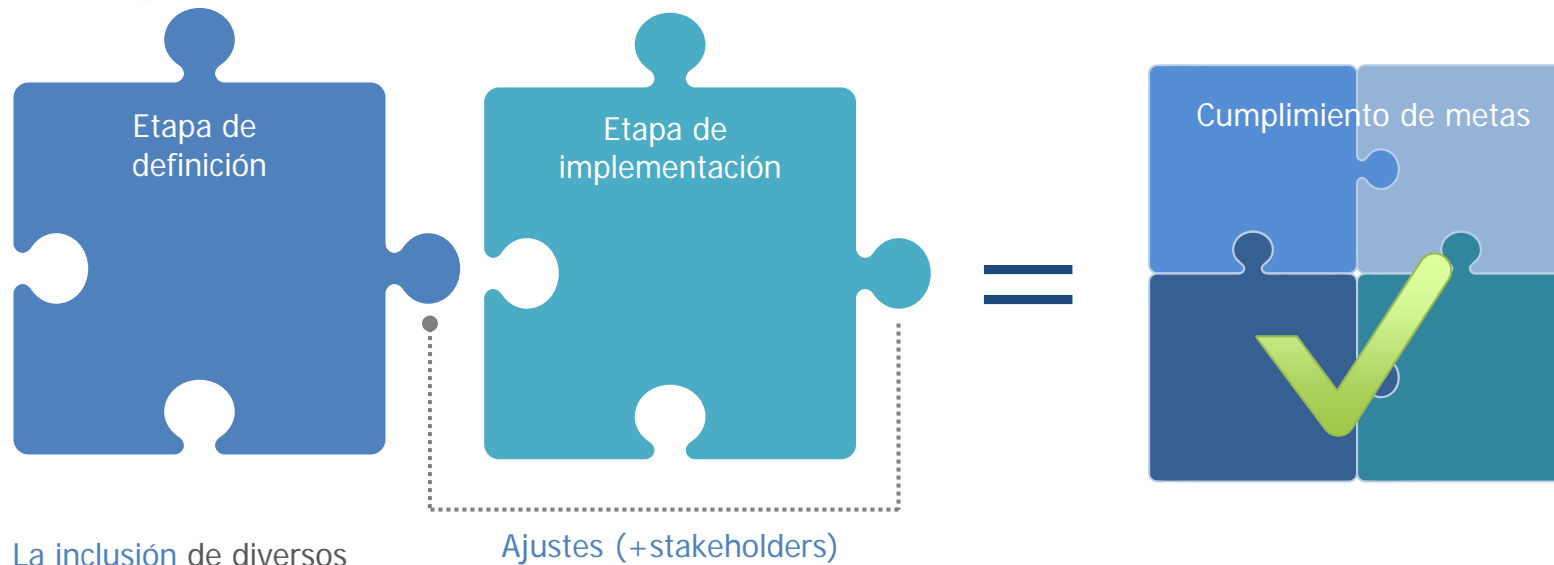 Etapa de
definición
Etapa de
implementación
=
Cumplimiento de metas
Ajustes (+stakeholders)
La inclusión de diversos